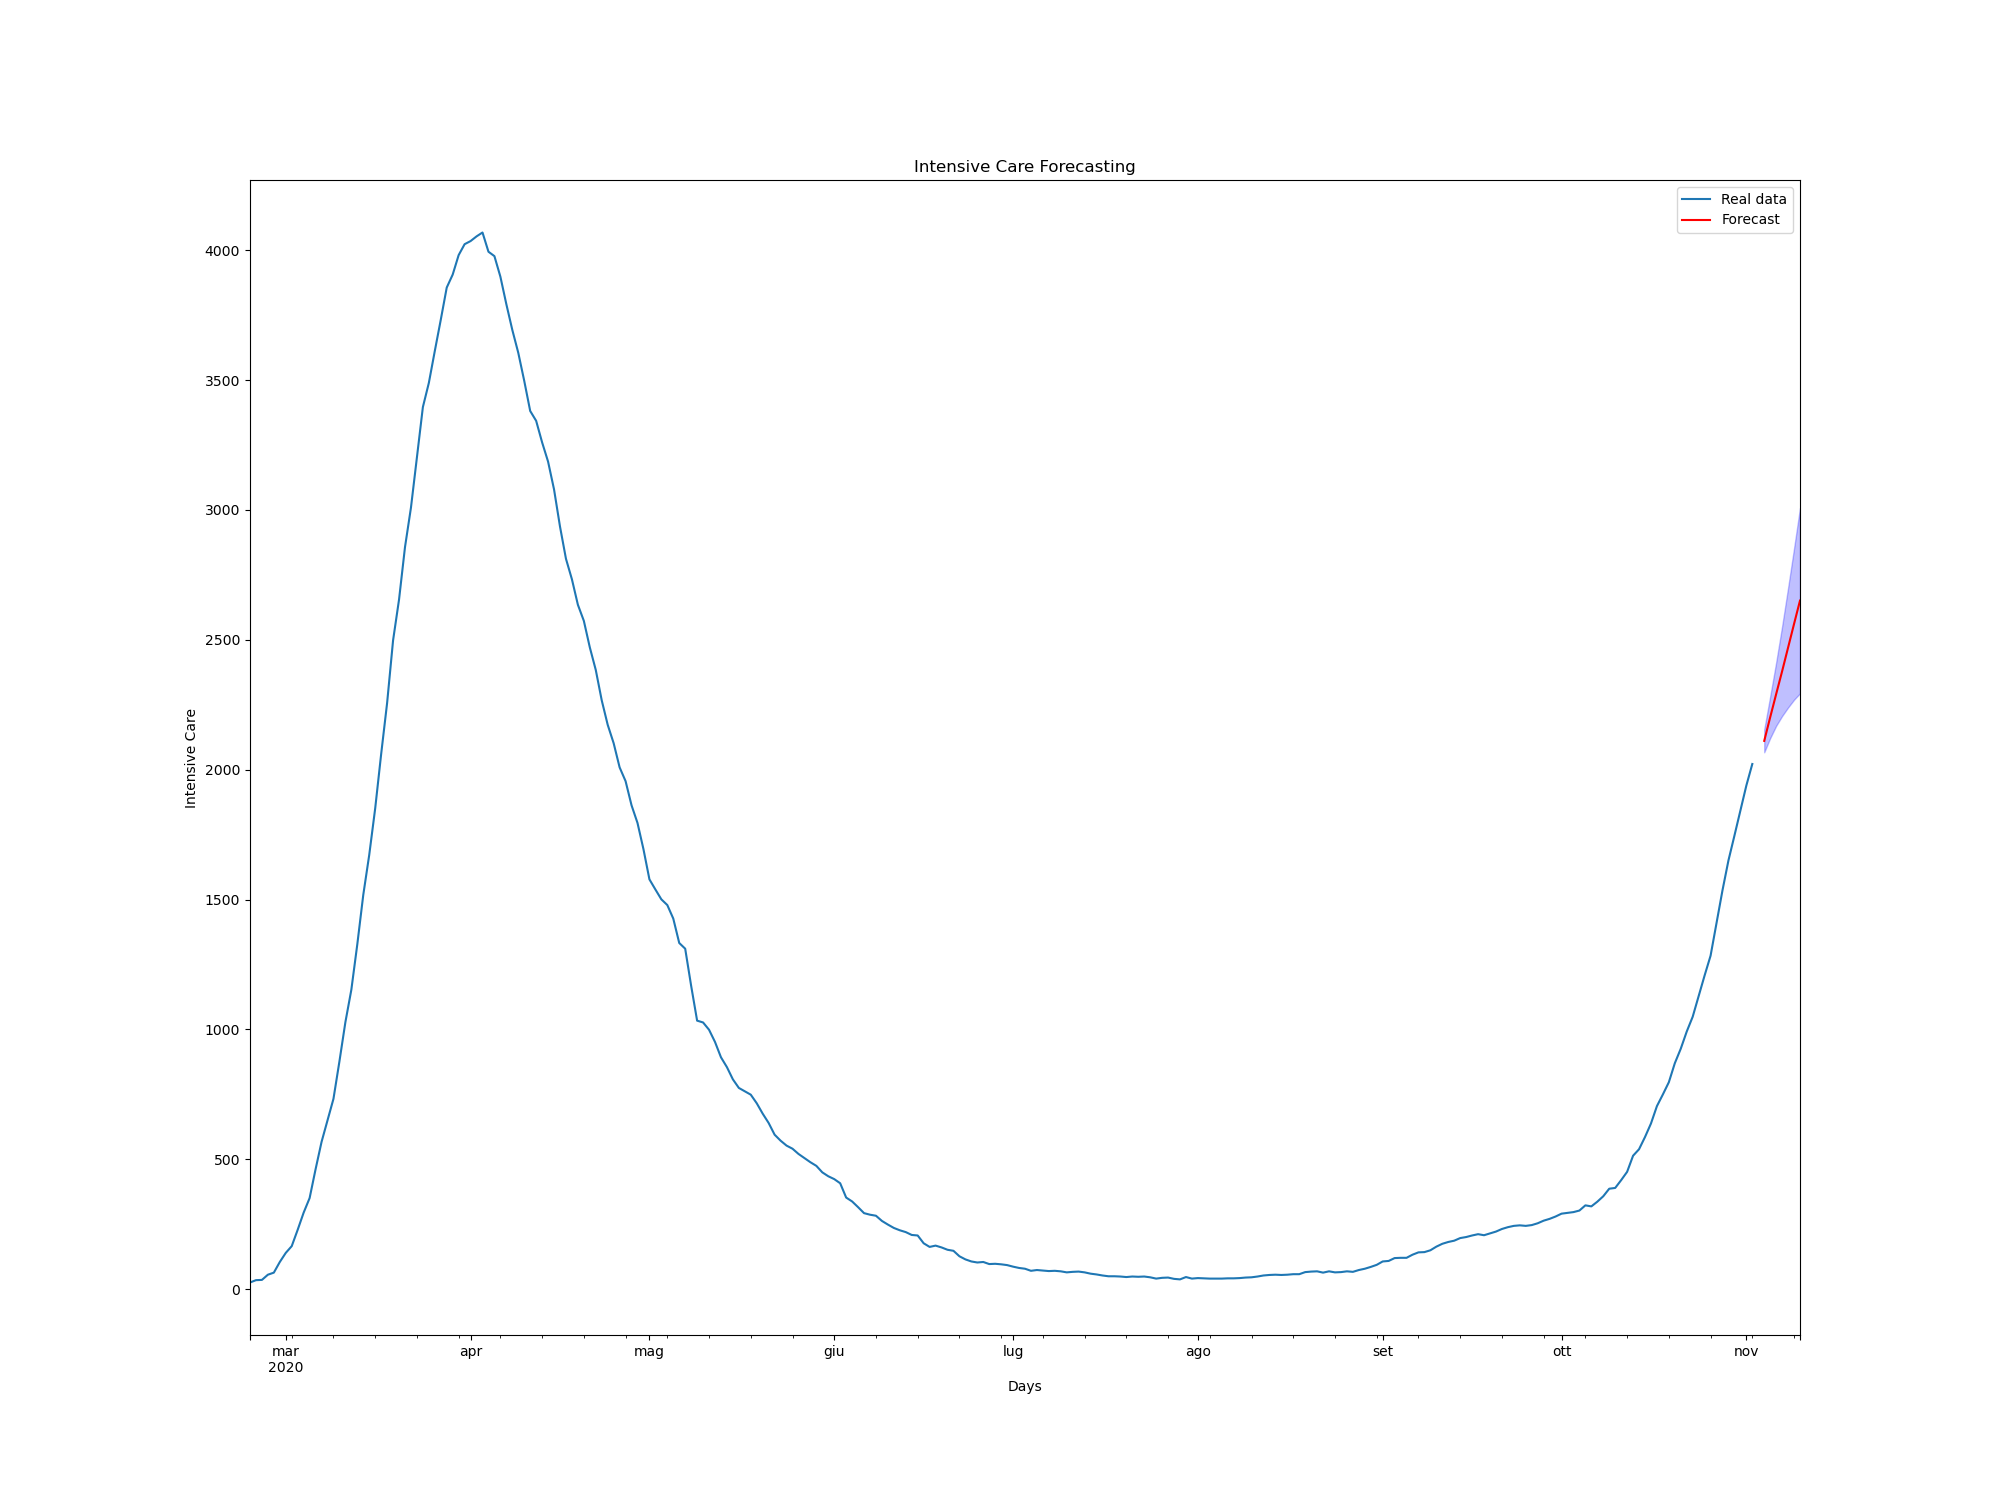 Intensive Care Forecasting
Real data
Forecast
4000
3500
3000
2500
2000
1500
1000
500
0
Intensive Care
mar apr mag giu lug ago set ott nov
2020
Days